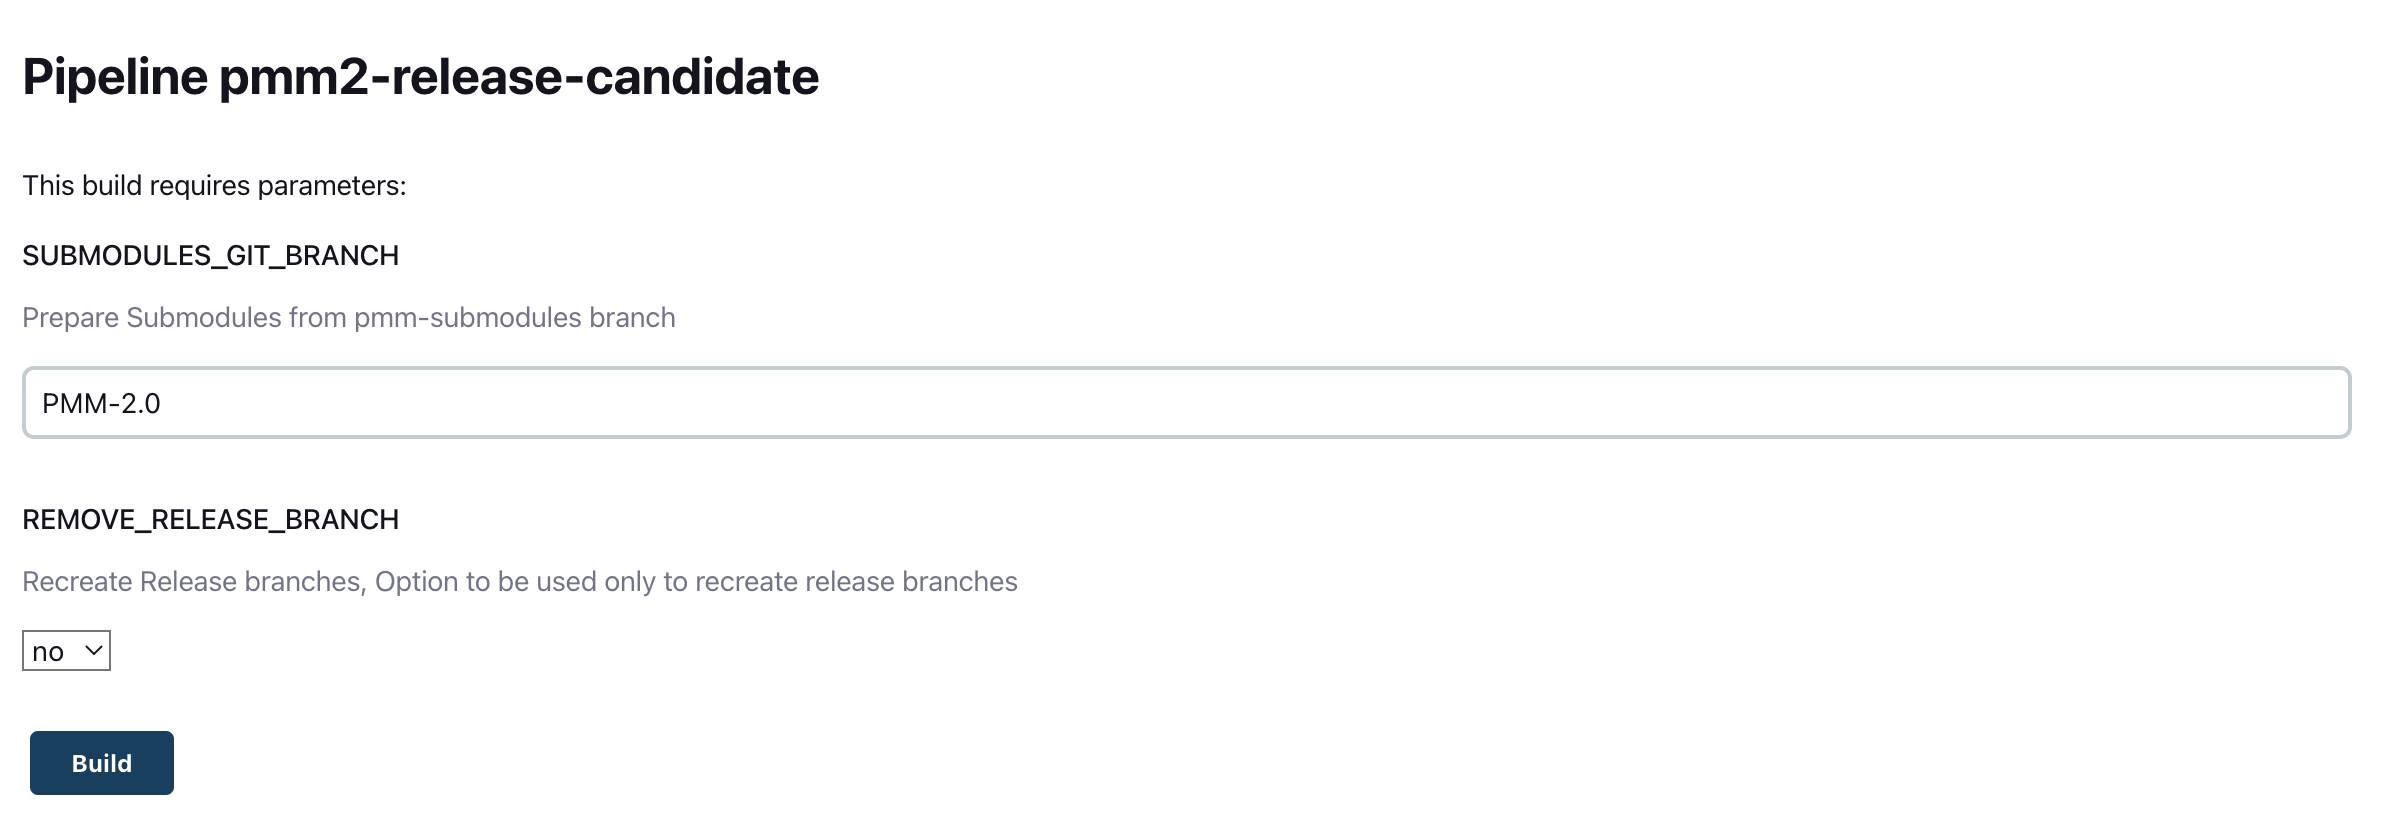 Pipeline pmm2-release-candidate
This build requires parameters:
SUBMODULES_GIT_BRANCH
Prepare Submodules from pmm-submodules branch
PMM-2.0
REMOVE_RELEASE_BRANCH
Recreate Release branches, Option to be used only to recreate release branches
no
Build